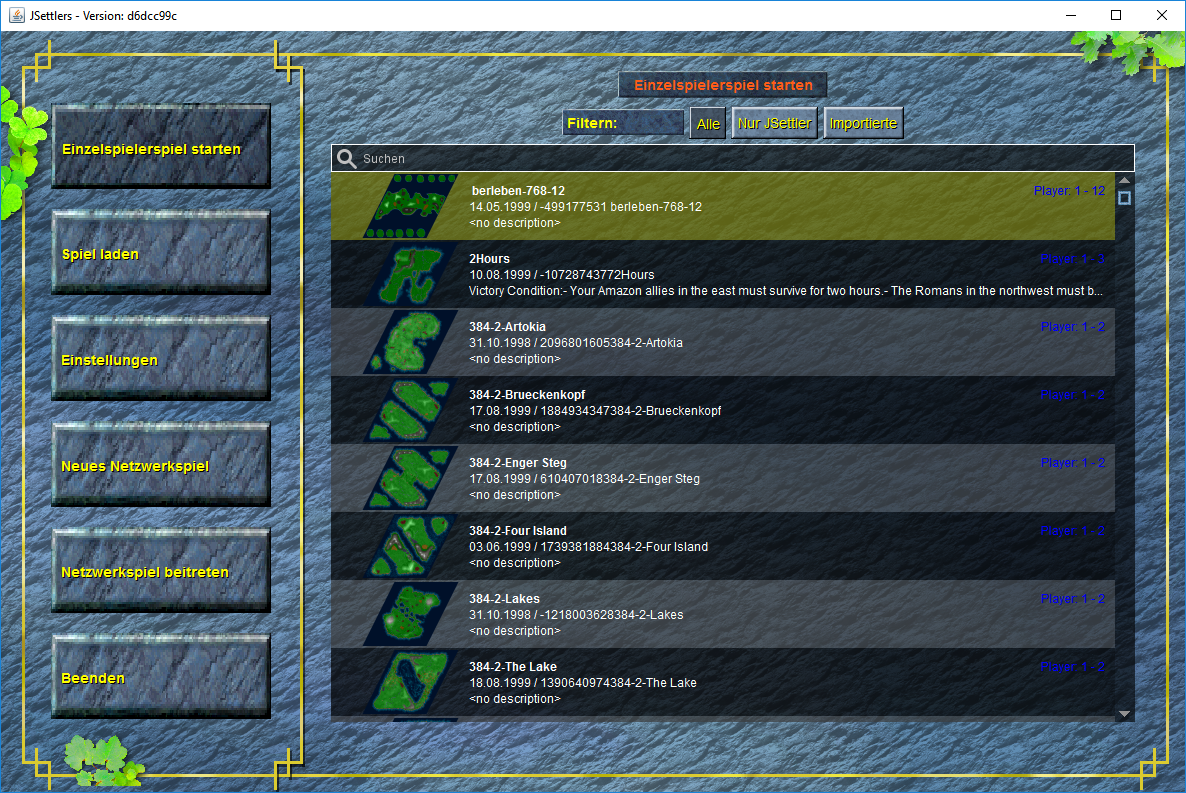 JSettlers - Version: d6dcc99c
Einzelspielerspiel starten
Spiel laden
Einstellungen
Neues Netzwerkspiel
Netzwerkspiel beitreten
Beenden
Einzelspielerspiel starten
Filtern: Alle Nur JSettler Importierte
Suchen
berleben-768-12 Player: 1 - 12
14.05.1999 / -499177531 berleben-768-12
<no description>
2Hours Player: 1 - 3
10.08.1999 / -10728743772Hours
Victory Condition:- Your Amazon allies in the east must survive for two hours.- The Romans in the northwest must b...
384-2-Artokia Player: 1 - 2
31.10.1998 / 2096801605384-2-Artokia
<no description>
384-2-Brueckenkopf Player: 1 - 2
17.08.1999 / 1884934347384-2-Brueckenkopf
<no description>
384-2-Enger Steg Player: 1 - 2
17.08.1999 / 610407018384-2-Enger Steg
<no description>
384-2-Four Island Player: 1 - 2
03.06.1999 / 1739381884384-2-Four Island
<no description>
384-2-Lakes Player: 1 - 2
31.10.1998 / -1218003628384-2-Lakes
<no description>
384-2-The Lake Player: 1 - 2
18.08.1999 / 1390640974384-2-The Lake
<no description>